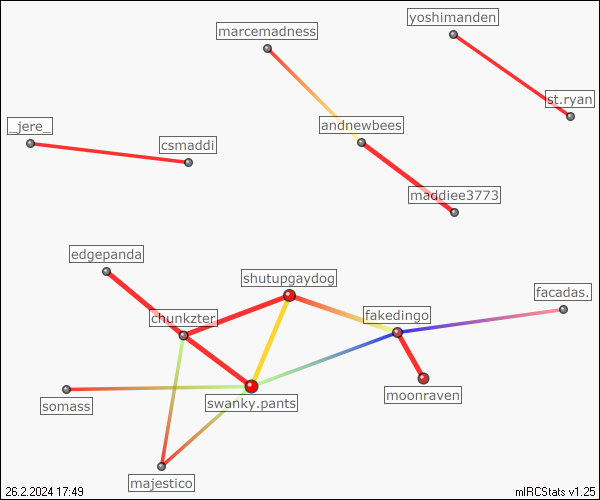 yoshimanden
marcemadness
st.ryan
_jere_
andnewbees
csmaddi
maddiee3773
edgepanda
shutupgaydog
facadas.
chunkzter
fakedingo
moonraven
somass
swanky.pants
majestico
26.2.2024 17:49
mIRCStats v1.25